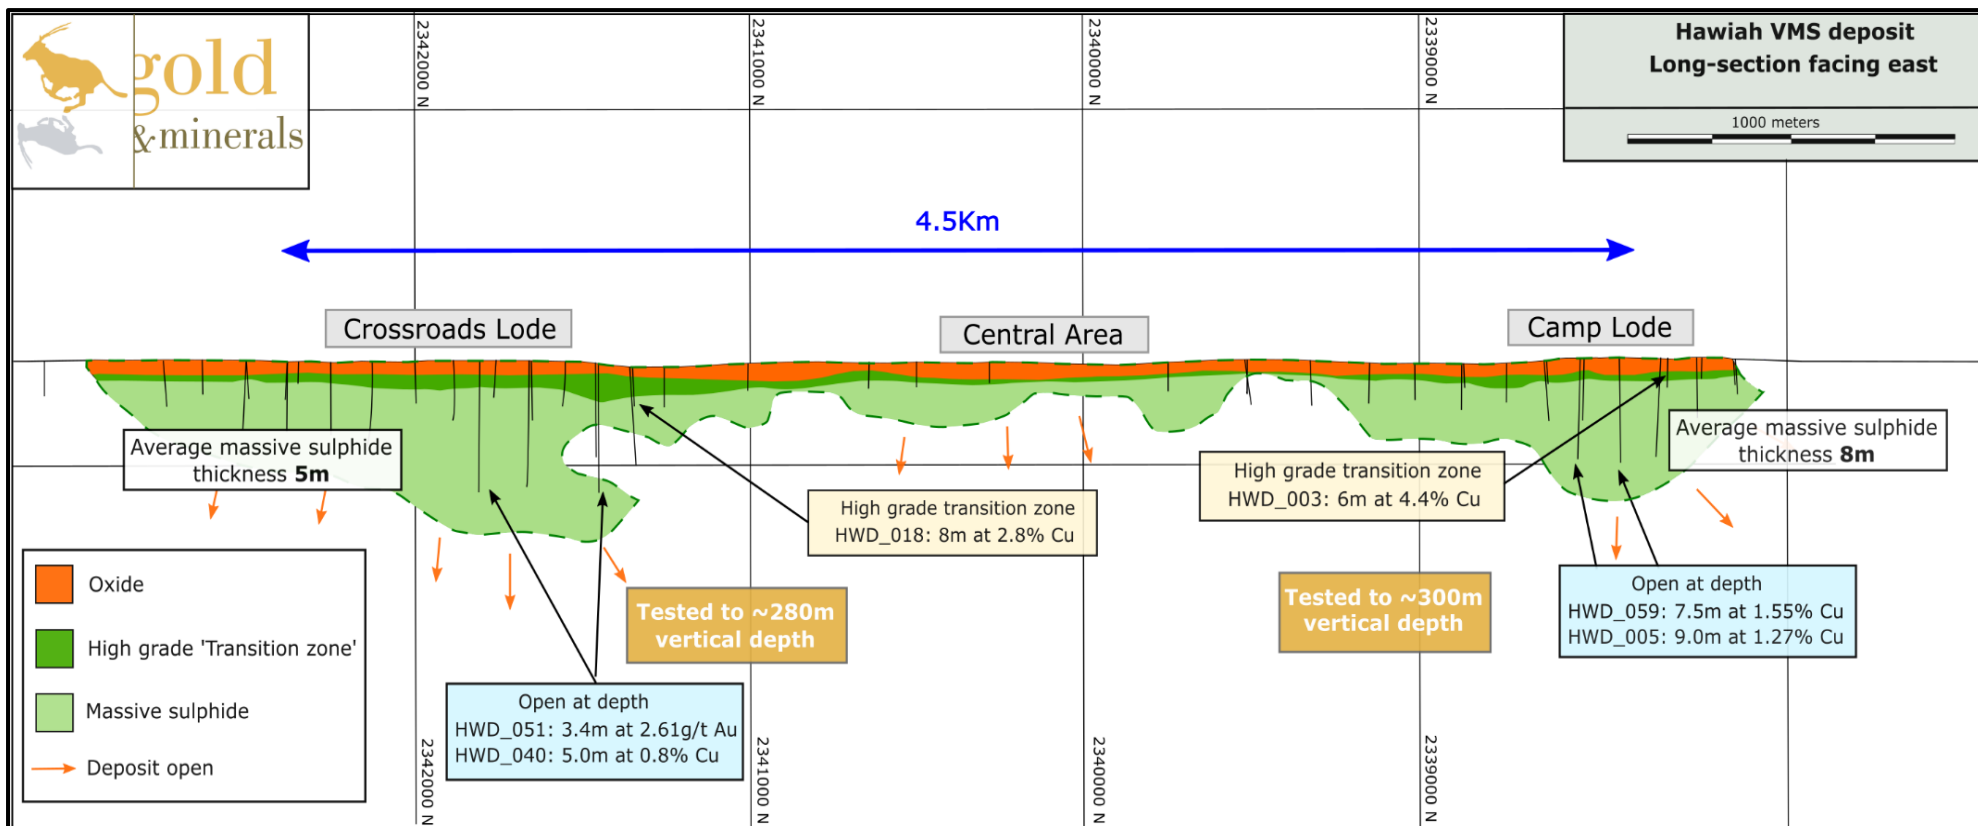 gold
&minerals
2342000 N
2341000 N
2340000 N
2339000 N
Hawiah VMS deposit
Long-section facing east
1000 meters
4.5Km
Crossroads Lode
Central Area
Camp Lode
Average massive sulphide
thickness 5m
High grade transition zone
HWD_018: 8m at 2.8% Cu
High grade transition zone
HWD_003: 6m at 4.4% Cu
Average massive sulphide
thickness 8m
Oxide
High grade 'Transition zone'
Massive sulphide
Deposit open
Tested to ~280m
vertical depth
Tested to ~300m
vertical depth
Open at depth
HWD_059: 7.5m at 1.55% Cu
HWD_005: 9.0m at 1.27% Cu
Open at depth
HWD_051: 3.4m at 2.61g/t Au
HWD_040: 5.0m at 0.8% Cu
2342000 N
2341000 N
2340000 N
2339000 N